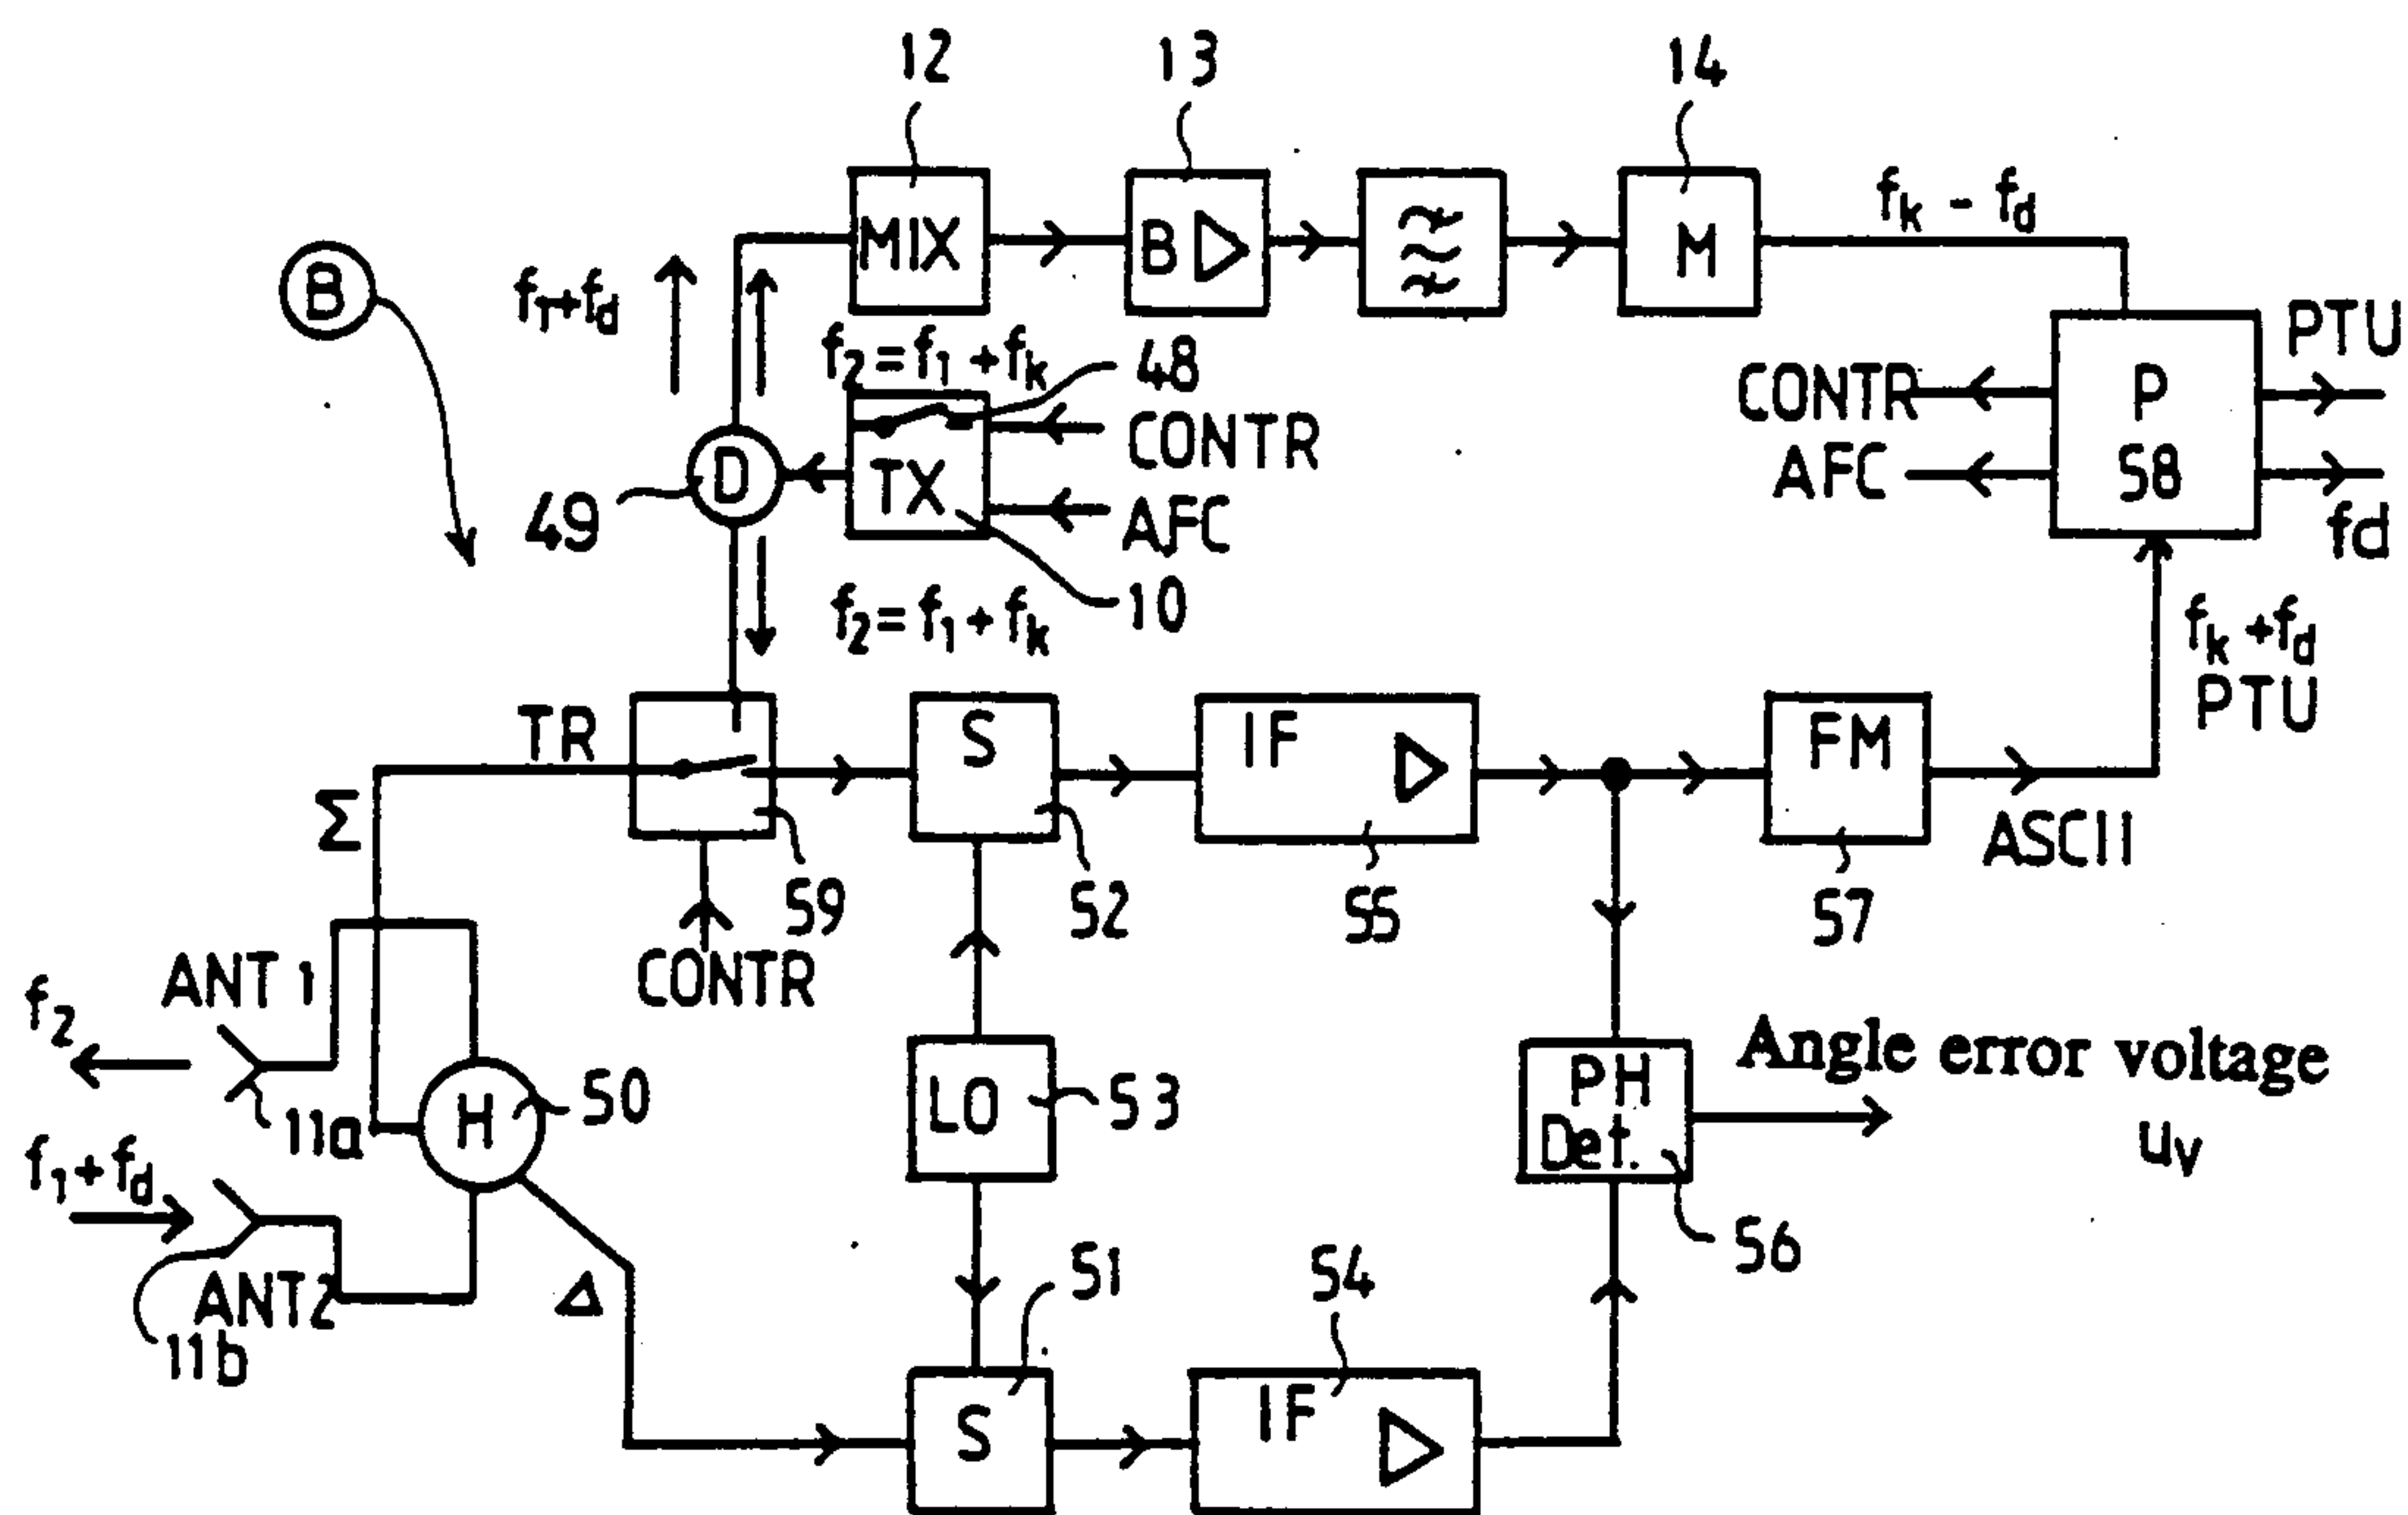 12
13
14
B
f1+fd
MIX
B
M
fk - fd
f2=f1+fk
48
CONTR
TX
AFC
D
49
10
f2=f1+fk
PTU
CONTR
P
AFC
58
fd
fk+fd
PTU
TR
S
IF
FM
ASCII
Σ
59
52
55
57
CONTR
ANT 1
f2
11a
H
50
LO
53
PH
Det.
Angle error voltage
uv
56
f1+fd
ANT2
11b
Δ
51
54
S
IF